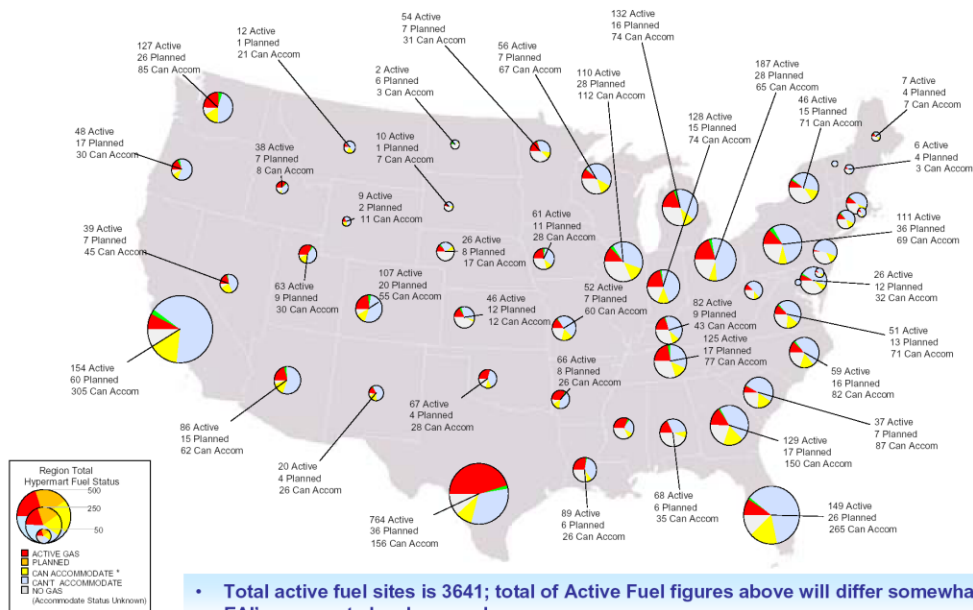 132 Active
16 Planned
74 Can Accom
54 Active
7 Planned
31 Can Accom
12 Active
1 Planned
21 Can Accom
127 Active
26 Planned
85 Can Accom
56 Active
7 Planned
67 Can Accom
187 Active
28 Planned
65 Can Accom
2 Active
6 Planned
3 Can Accom
110 Active
28 Planned
112 Can Accom
46 Active
15 Planned
71 Can Accom
7 Active
4 Planned
7 Can Accom
48 Active
17 Planned
30 Can Accom
38 Active
7 Planned
8 Can Accom
10 Active
1 Planned
7 Can Accom
128 Active
15 Planned
74 Can Accom
6 Active
4 Planned
3 Can Accom
9 Active
2 Planned
11 Can Accom
39 Active
7 Planned
45 Can Accom
61 Active
11 Planned
28 Can Accom
111 Active
36 Planned
69 Can Accom
26 Active
8 Planned
17 Can Accom
63 Active
9 Planned
30 Can Accom
107 Active
20 Planned
55 Can Accom
46 Active
12 Planned
12 Can Accom
52 Active
7 Planned
60 Can Accom
26 Active
12 Planned
32 Can Accom
82 Active
9 Planned
43 Can Accom
125 Active
17 Planned
77 Can Accom
51 Active
13 Planned
71 Can Accom
154 Active
60 Planned
305 Can Accom
66 Active
8 Planned
26 Can Accom
59 Active
16 Planned
82 Can Accom
86 Active
15 Planned
62 Can Accom
67 Active
4 Planned
28 Can Accom
37 Active
7 Planned
87 Can Accom
20 Active
4 Planned
26 Can Accom
129 Active
17 Planned
150 Can Accom
764 Active
36 Planned
156 Can Accom
89 Active
6 Planned
26 Can Accom
68 Active
6 Planned
35 Can Accom
149 Active
26 Planned
265 Can Accom
Region Total
Hypermart Fuel Status
500
250
50
ACTIVE GAS
PLANNED
CAN ACCOMMODATE *
CAN'T ACCOMMODATE
NO GAS
(Accommodate Status Unknown)
• Total active fuel sites is 3641; total of Active Fuel figures above will differ somewha